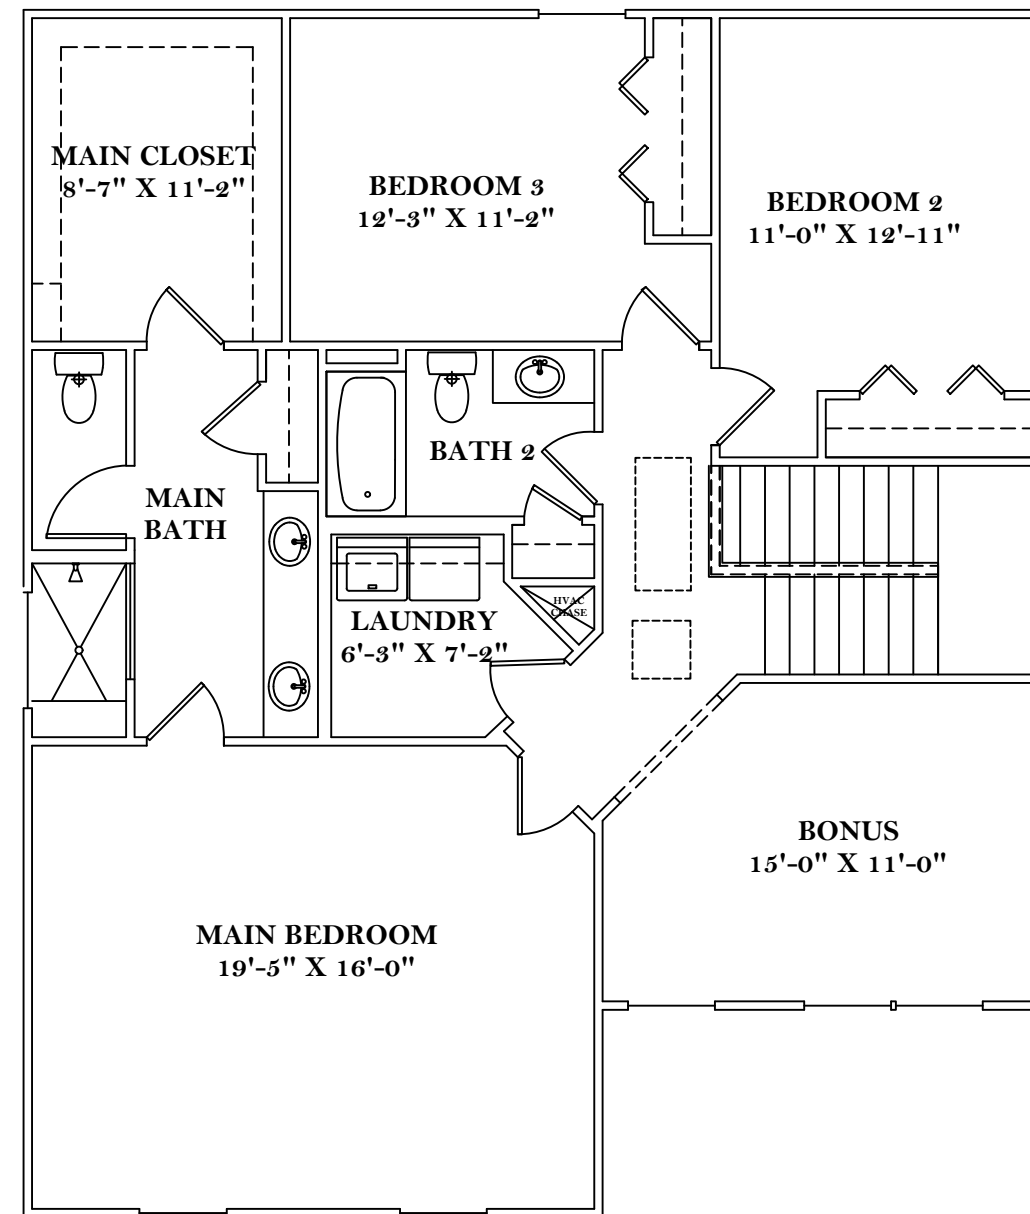 MAIN CLOSET
8'-7" X 11'-2"
BEDROOM 3
12'-3" X 11'-2"
BEDROOM 2
11'-0" X 12'-11"
BATH 2
MAIN
BATH
HVAC
CHASE
LAUNDRY
6'-3" X 7'-2"
BONUS
15'-0" X 11'-0"
MAIN BEDROOM
19'-5" X 16'-0"